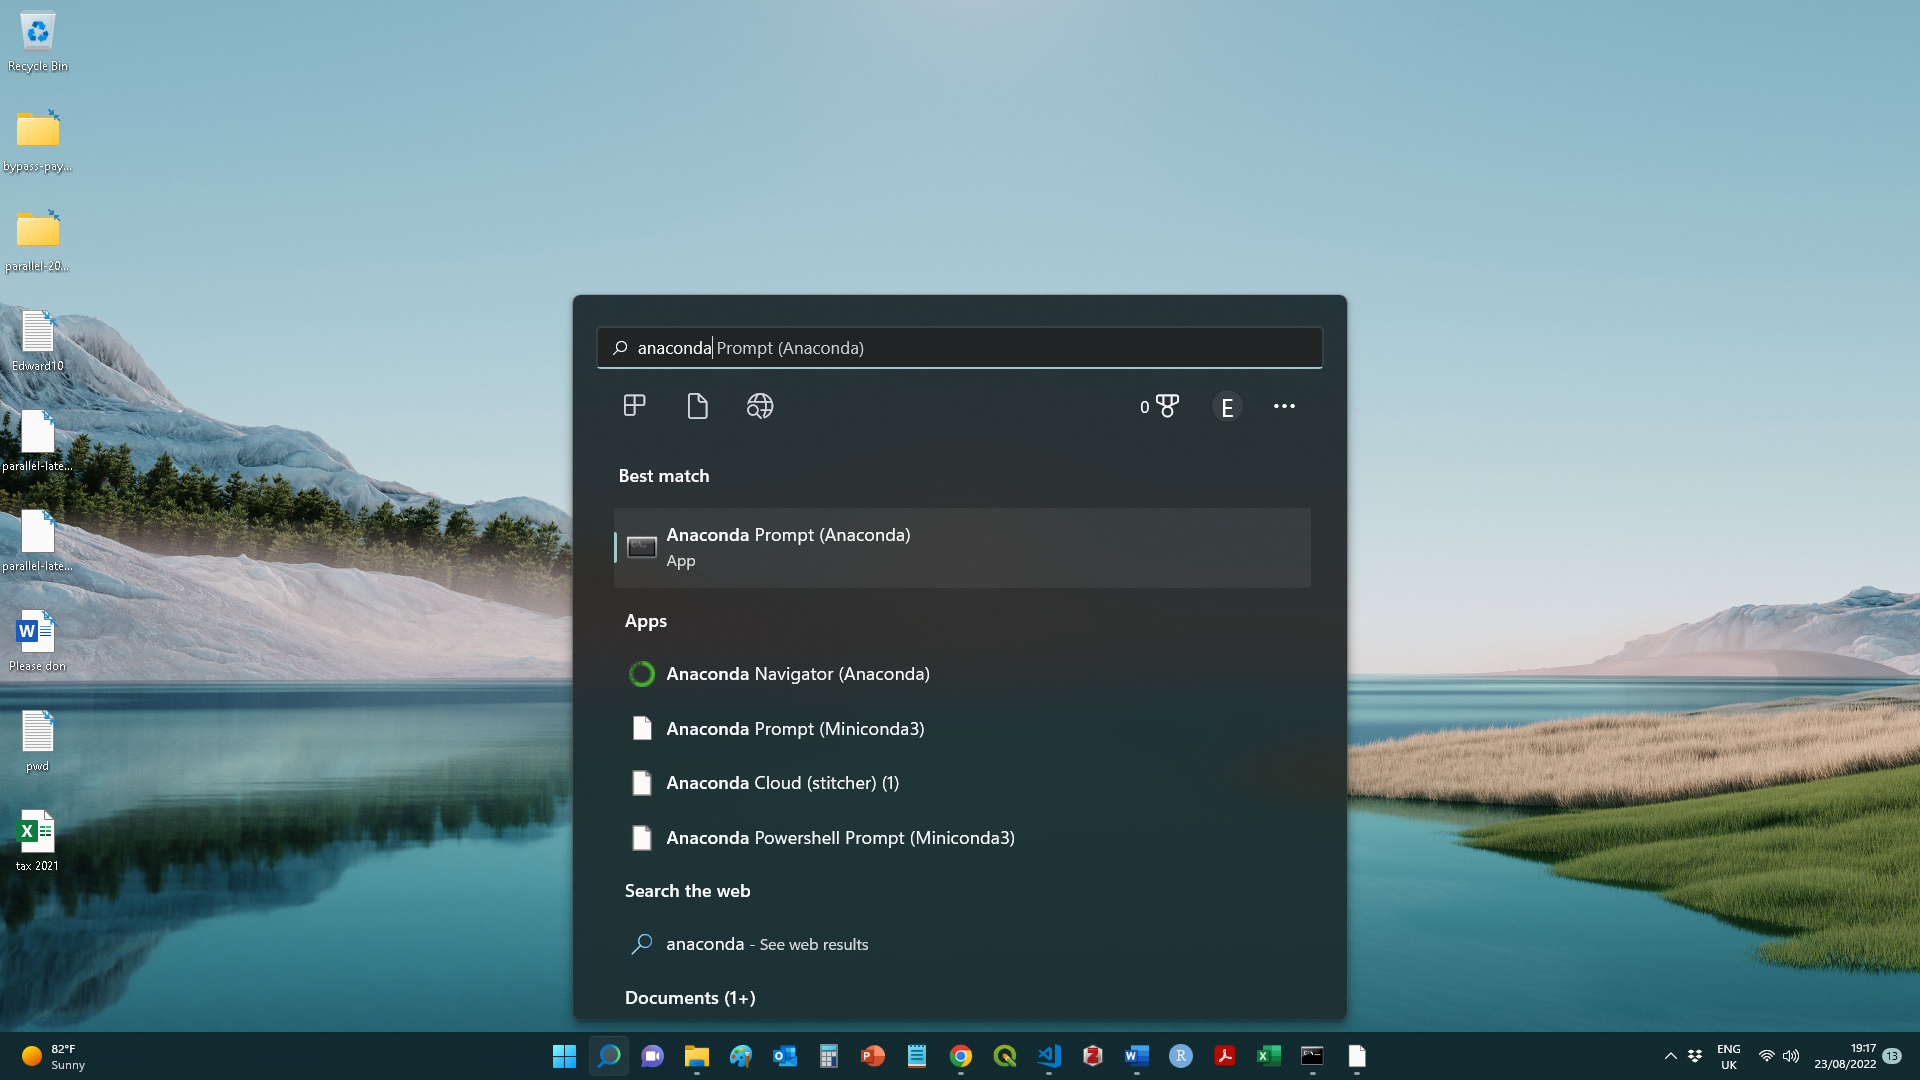 Recycle Bin
bypass-pay...
parallel-20...
Edward10
parallel-late...
parallel-late...
Please don
pwd
tax 2021
anaconda Prompt (Anaconda)
0
E
Best match
Anaconda Prompt (Anaconda)
App
Apps
Anaconda Navigator (Anaconda)
Anaconda Prompt (Miniconda3)
Anaconda Cloud (stitcher) (1)
Anaconda Powershell Prompt (Miniconda3)
Search the web
anaconda - See web results
Documents (1+)
82°F
Sunny
ENG
UK
19:17
23/08/2022
13